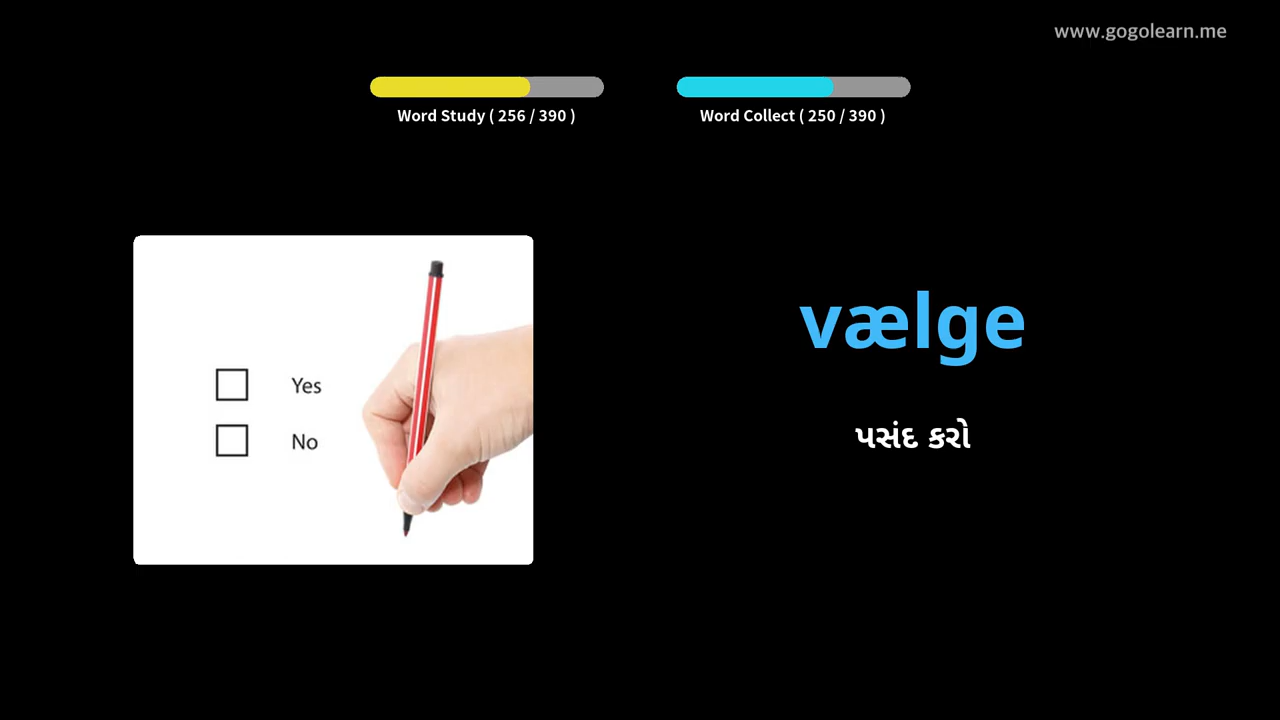 www.gogolearn.me
Word Study ( 256 / 390 )
Word Collect ( 250 / 390 )
Yes
No
vælge
પસંદ કરો